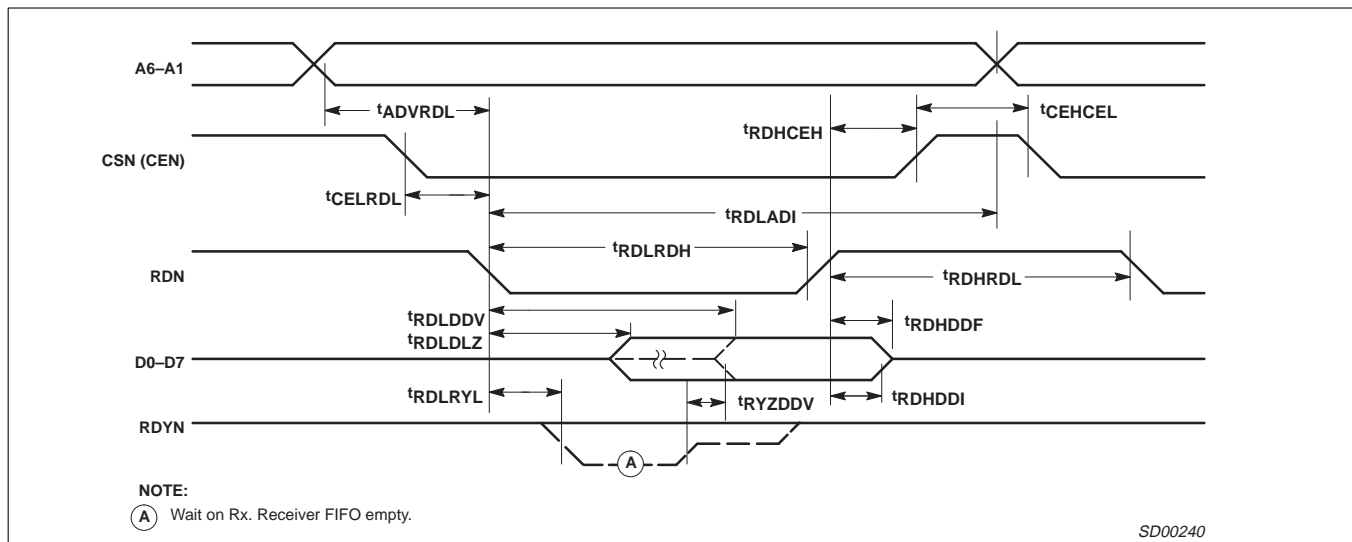 A6–A1
tADVRDL
tCEHCEL
tRDHCEH
CSN (CEN)
tCELRDL
tRDLADI
tRDLRDH
RDN
tRDHRDL
tRDLDDV
tRDHDDF
tRDLDLZ
D0–D7
tRDLRYL
tRYZDDV
tRDHDDI
RDYN
A
NOTE:
A Wait on Rx. Receiver FIFO empty.
SD00240